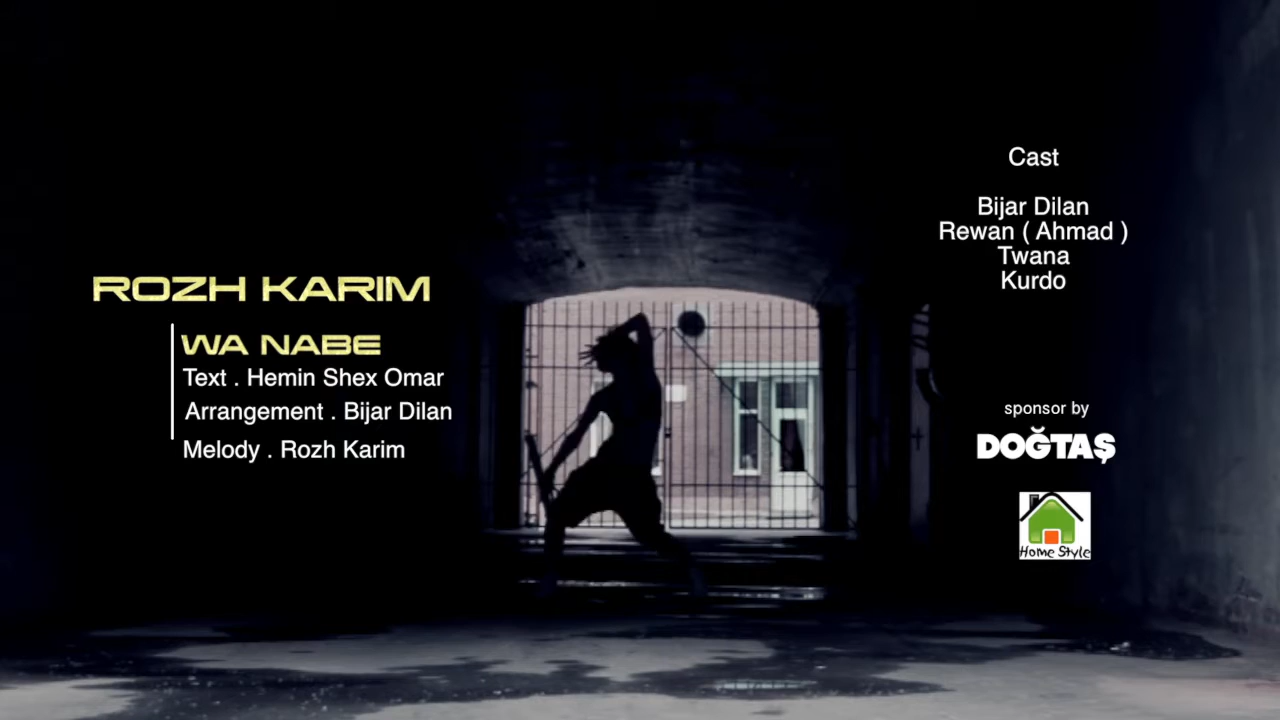 ROZH KARIM
WA NABE
Text . Hemin Shex Omar
Arrangement . Bijar Dilan
Melody . Rozh Karim
Cast
Bijar Dilan
Rewan ( Ahmad )
Twana
Kurdo
sponsor by
DOĞTAŞ
Home Style